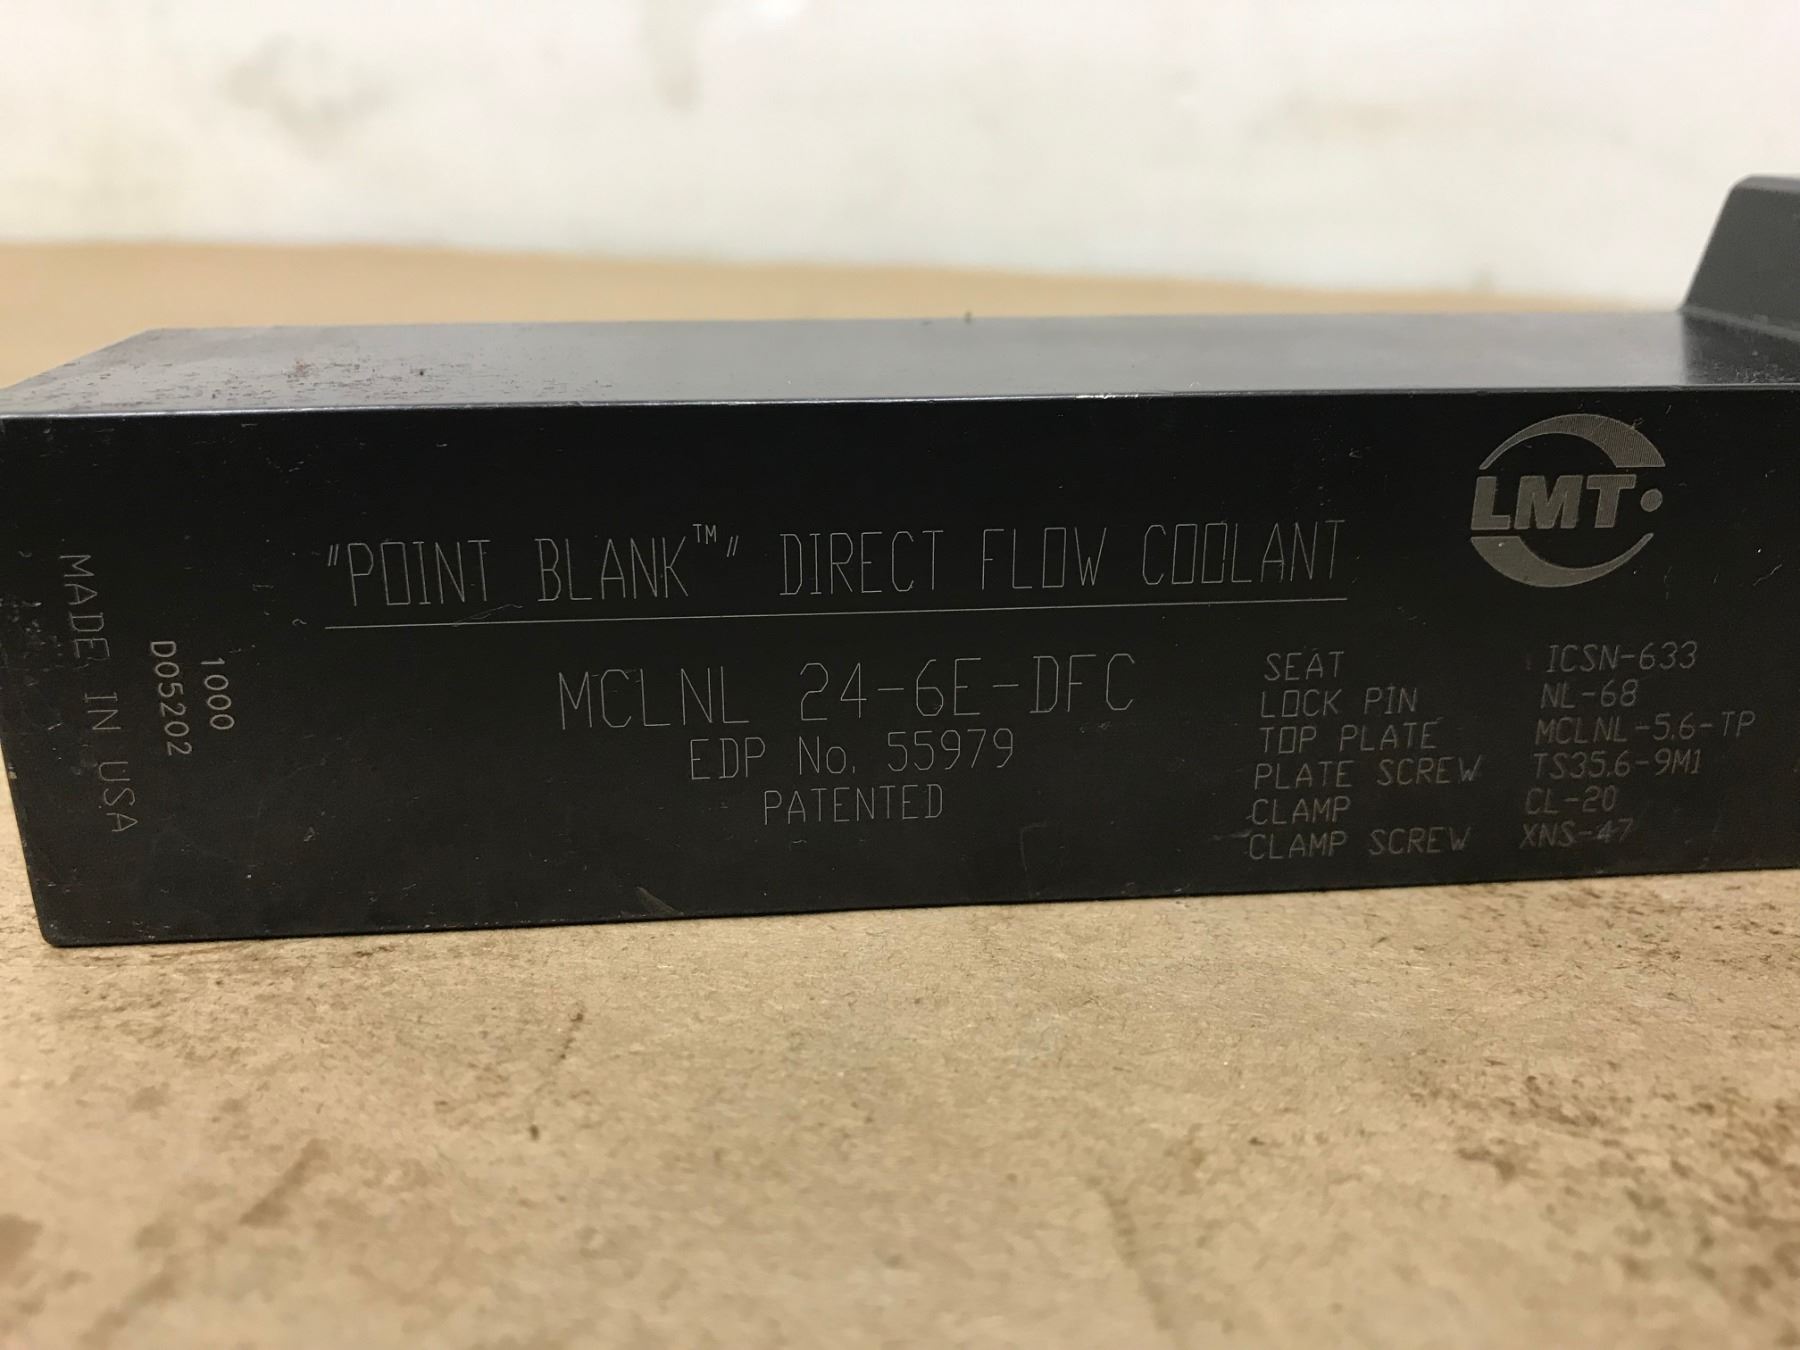 LMT
"POINT BLANK™" DIRECT FLOW COOLANT
MCLNL 24-6E-DFC
EDP No. 55979
PATENTED
SEAT ICSN-633
LOCK PIN NL-68
TOP PLATE MCLNL-5.6-TP
PLATE SCREW TS35.6-9M1
CLAMP CL-20
CLAMP SCREW XNS-47
1000
D05202
MADE IN USA